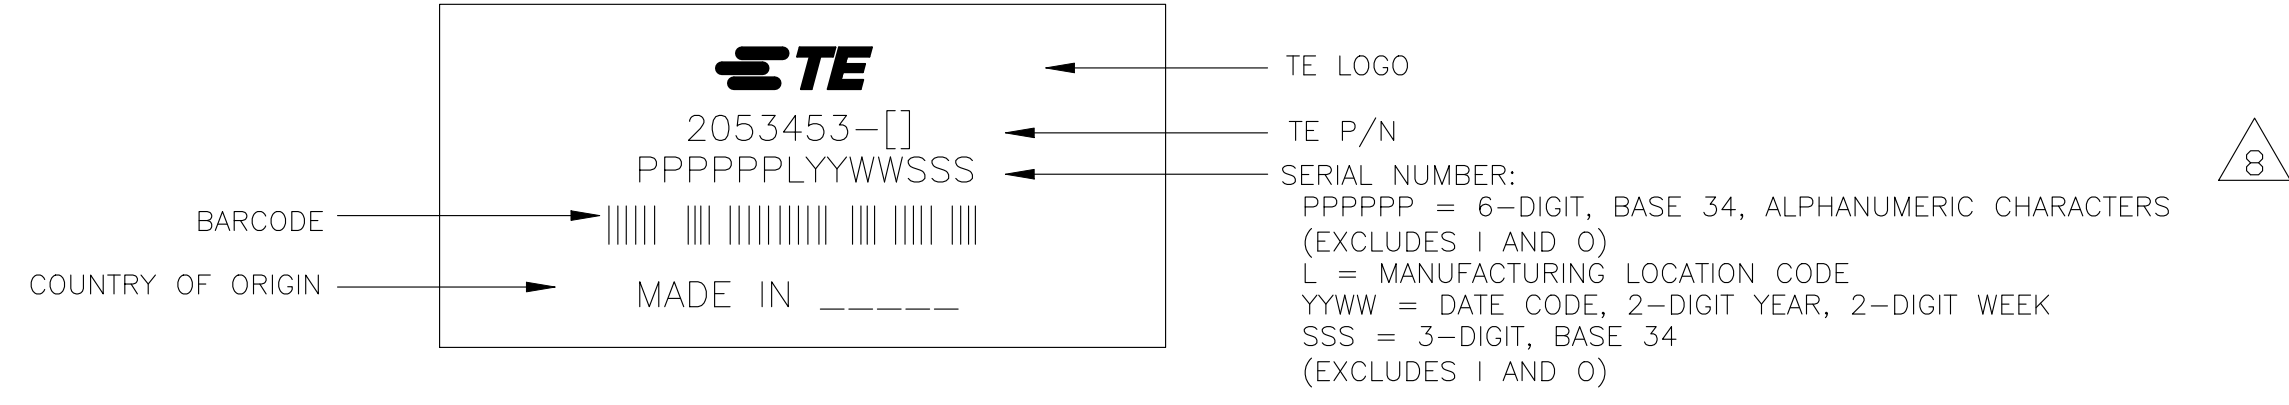 TE
TE LOGO
2053453-[]
TE P/N
PPPPPPLYYWWSSS
SERIAL NUMBER:
PPPPPP = 6-DIGIT, BASE 34, ALPHANUMERIC CHARACTERS
(EXCLUDES I AND O)
L = MANUFACTURING LOCATION CODE
YYWW = DATE CODE, 2-DIGIT YEAR, 2-DIGIT WEEK
SSS = 3-DIGIT, BASE 34
(EXCLUDES I AND O)
8
BARCODE
COUNTRY OF ORIGIN
MADE IN _____